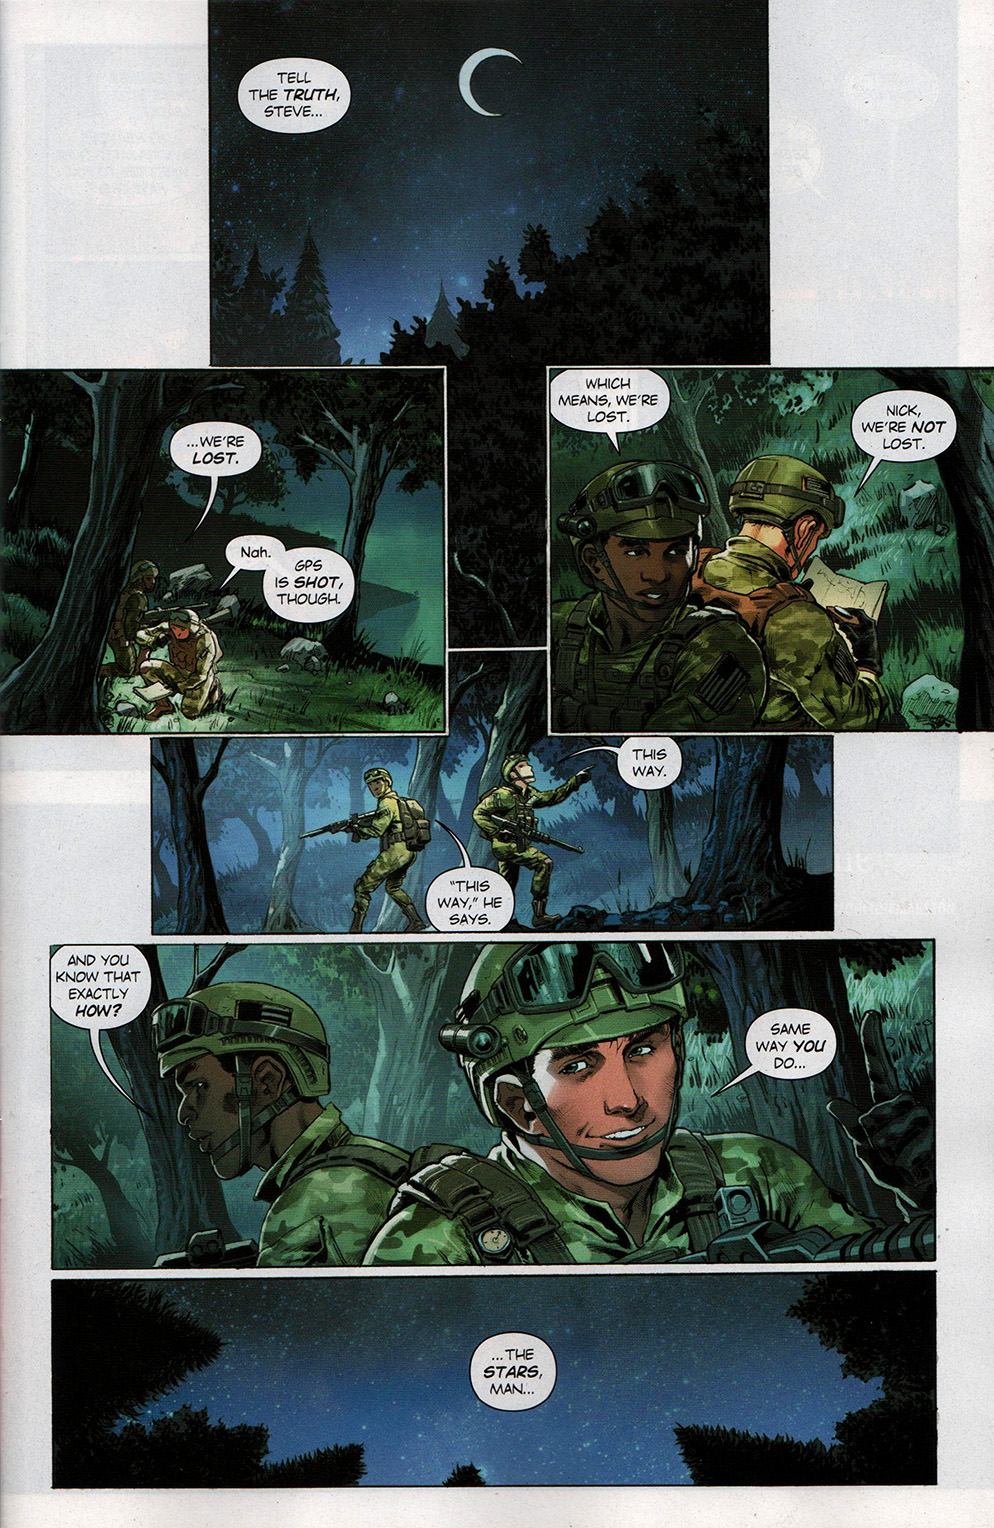 TELL
THE TRUTH,
STEVE...
...WE'RE
LOST.
Nah.
GPS
IS SHOT,
THOUGH.
WHICH
MEANS, WE'RE
LOST.
NICK,
WE'RE NOT
LOST.
THIS
WAY.
"THIS
WAY," HE
SAYS.
AND YOU
KNOW THAT
EXACTLY
HOW?
SAME
WAY YOU
DO...
...THE
STARS,
MAN...